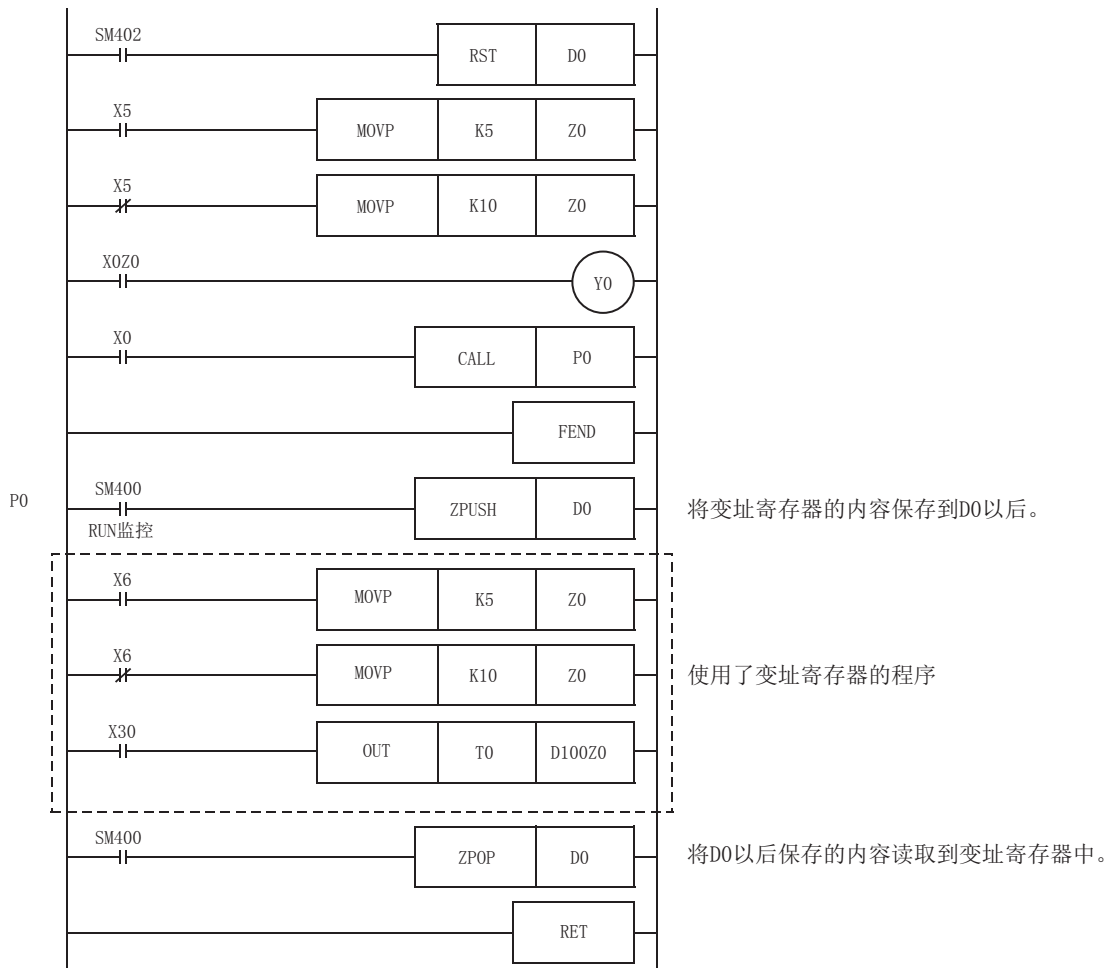 SM402
RST D0
X5
MOVP K5 Z0
X5
MOVP K10 Z0
X0Z0
Y0
X0
CALL P0
FEND
P0
SM400
RUN监控
ZPUSH D0
将变址寄存器的内容保存到D0以后。
X6
MOVP K5 Z0
X6
MOVP K10 Z0
使用了变址寄存器的程序
X30
OUT T0 D100Z0
SM400
ZPOP D0
将D0以后保存的内容读取到变址寄存器中。
RET